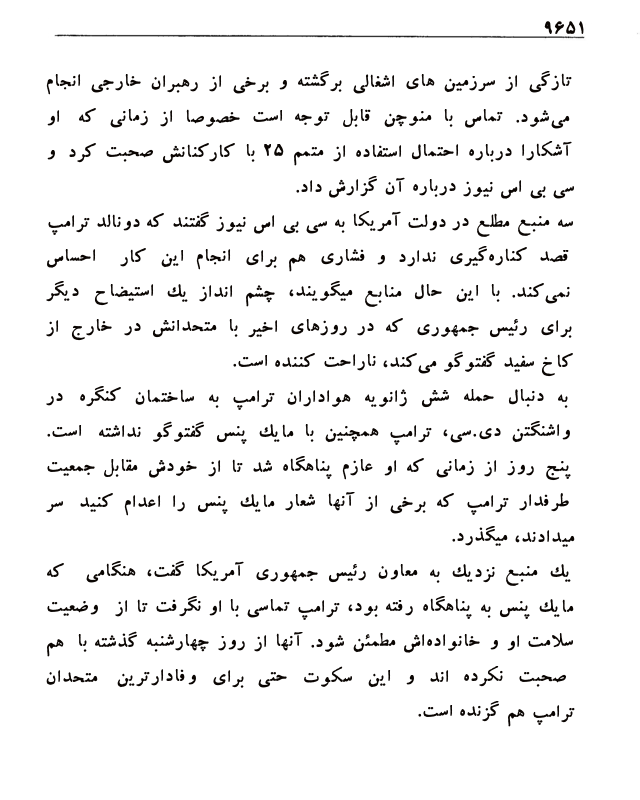 ۹۶۵۱
تازگی از سرزمین های اشغالی برگشته و برخی از رهبران خارجی انجام
می‌شود. تماس با منوچن قابل توجه است خصوصا از زمانی که او
آشکارا درباره احتمال استفاده از متمم ۲۵ با کارکنانش صحبت کرد و
سی بی اس نیوز درباره آن گزارش داد.
سه منبع مطلع در دولت آمریکا به سی بی اس نیوز گفتند که دونالد ترامپ
قصد کناره‌گیری ندارد و فشاری هم برای انجام این کار احساس
نمی‌کند. با این حال منابع میگویند، چشم انداز یك استیضاح دیگر
برای رئیس جمهوری که در روزهای اخیر با متحدانش در خارج از
کاخ سفید گفتوگو می‌کند، ناراحت کننده است.
به دنبال حمله شش ژانویه هواداران ترامپ به ساختمان کنگره در
واشنگتن دی.سی، ترامپ همچنین با مایك پنس گفتوگو نداشته است.
پنج روز از زمانی که او عازم پناهگاه شد تا از خودش مقابل جمعیت
طرفدار ترامپ که برخی از آنها شعار مایك پنس را اعدام کنید سر
میدادند، میگذرد.
یك منبع نزدیك به معاون رئیس جمهوری آمریکا گفت، هنگامی که
مایك پنس به پناهگاه رفته بود، ترامپ تماسی با او نگرفت تا از وضعیت
سلامت او و خانواده‌اش مطمئن شود. آنها از روز چهارشنبه گذشته با هم
صحبت نکرده اند و این سکوت حتی برای وفادارترین متحدان
ترامپ هم گزنده است.